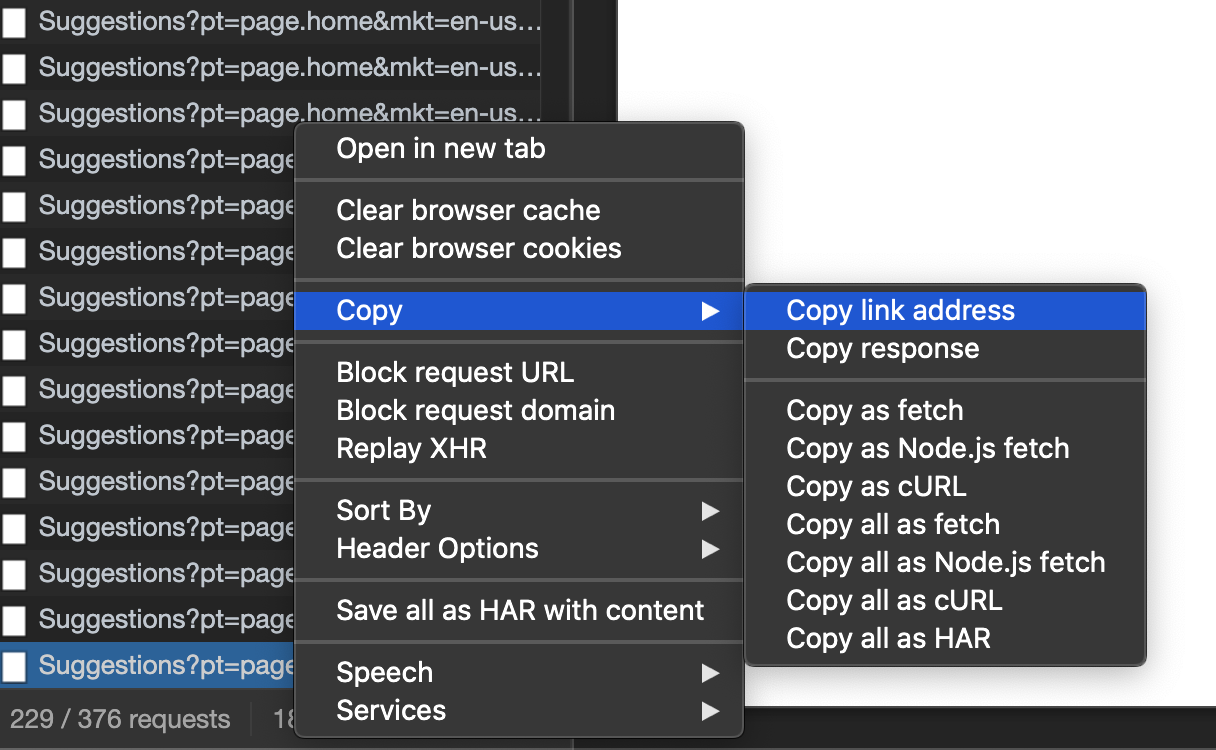 Suggestions?pt=page.home&mkt=en-us...
Suggestions?pt=page.home&mkt=en-us...
Suggestions?pt=page.home&mkt=en-us...
Suggestions?pt=page
Suggestions?pt=page
Suggestions?pt=page
Suggestions?pt=page
Suggestions?pt=page
Suggestions?pt=page
Suggestions?pt=page
Suggestions?pt=page
Suggestions?pt=page
Suggestions?pt=page
Suggestions?pt=page
Suggestions?pt=page
229 / 376 requests
Open in new tab
Clear browser cache
Clear browser cookies
Copy
Block request URL
Block request domain
Replay XHR
Sort By
Header Options
Save all as HAR with content
Speech
Services
Copy link address
Copy response
Copy as fetch
Copy as Node.js fetch
Copy as cURL
Copy all as fetch
Copy all as Node.js fetch
Copy all as cURL
Copy all as HAR